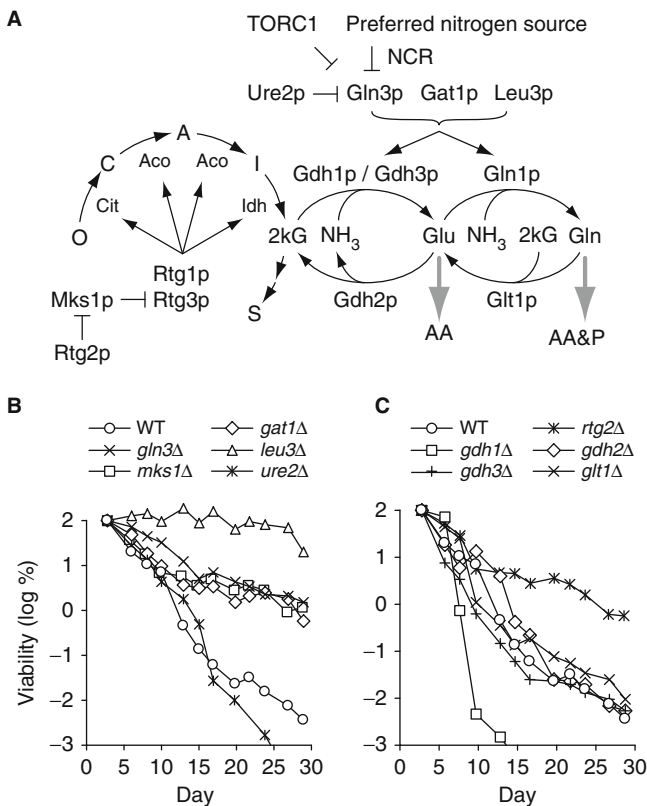 A
TORC1 Preferred nitrogen source
NCR
Ure2p Gln3p Gat1p Leu3p
A
C Aco Aco I
Gdh1p / Gdh3p Gln1p
Cit Idh
O 2kG NH3 Glu NH3 2kG Gln
Rtg1p
Mks1p Rtg3p
Gdh2p Glt1p
S
Rtg2p
AA AA&P
B
WT gat1Δ
gln3Δ leu3Δ
mks1Δ ure2Δ
Viability (log %)
2
1
0
−1
−2
−3
0 5 10 15 20 25 30
Day
C
WT rtg2Δ
gdh1Δ gdh2Δ
gdh3Δ glt1Δ
2
1
0
−1
−2
−3
0 5 10 15 20 25 30
Day